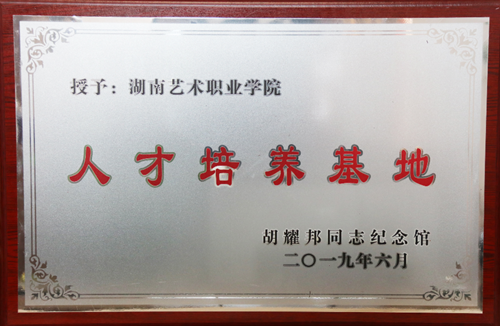 授予：湖南艺术职业学院
人才培养基地
胡耀邦同志纪念馆
二〇一九年六月